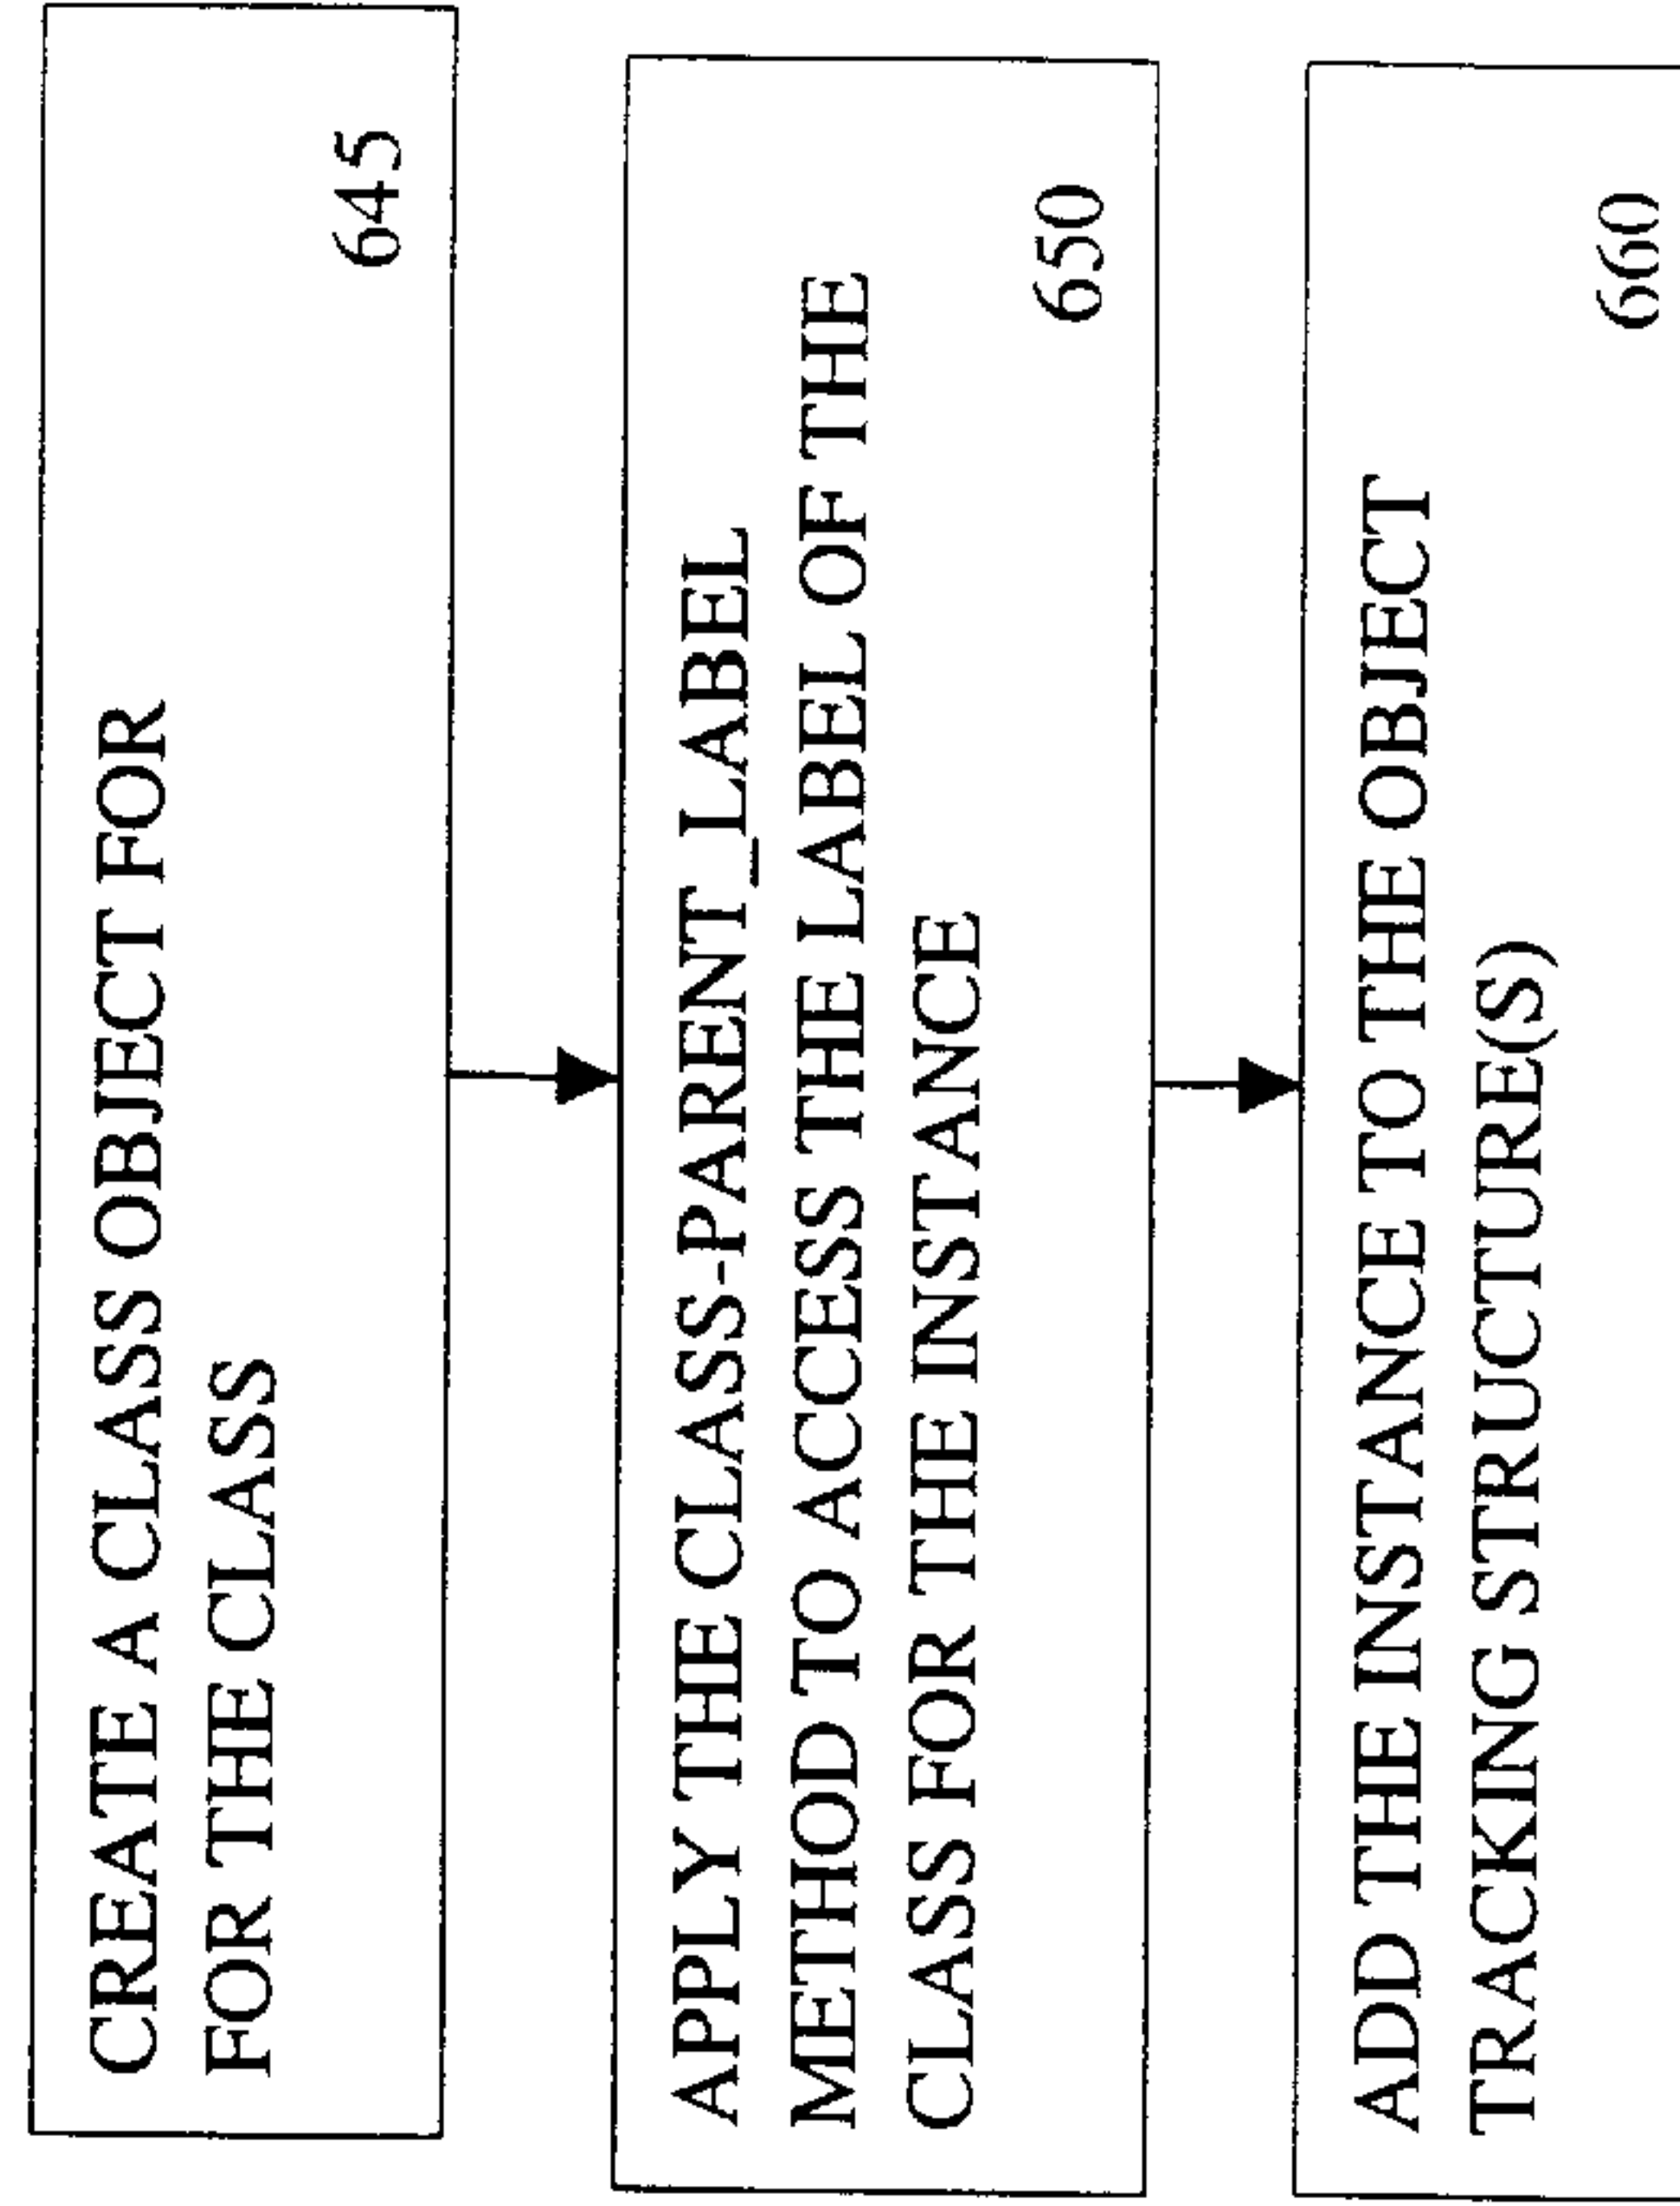 CREATE A CLASS OBJECT FOR
FOR THE CLASS
645
APPLY THE CLASS-PARENT_LABEL
METHOD TO ACCESS THE LABEL OF THE
CLASS FOR THE INSTANCE
650
ADD THE INSTANCE TO THE OBJECT
TRACKING STRUCTURE(S)
660